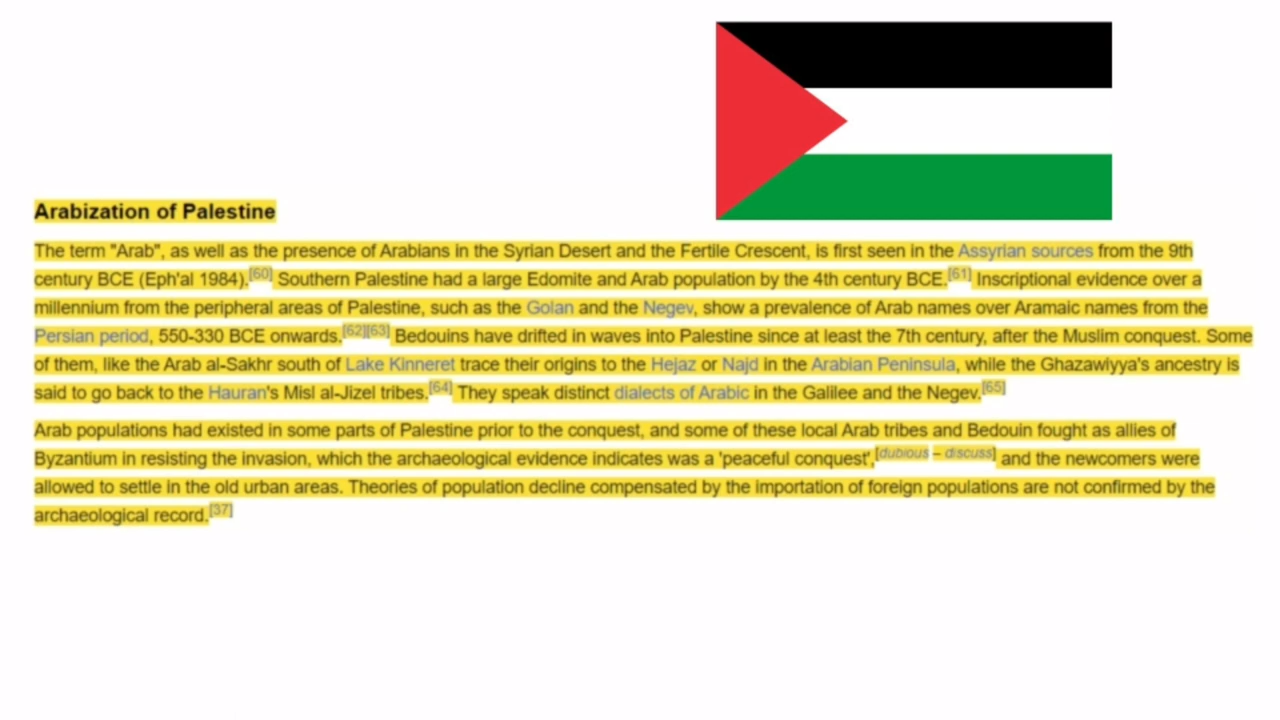 Arabization of Palestine
The term "Arab", as well as the presence of Arabians in the Syrian Desert and the Fertile Crescent, is first seen in the Assyrian sources from the 9th
century BCE (Eph'al 1984).[60] Southern Palestine had a large Edomite and Arab population by the 4th century BCE.[61] Inscriptional evidence over a
millennium from the peripheral areas of Palestine, such as the Golan and the Negev, show a prevalence of Arab names over Aramaic names from the
Persian period, 550-330 BCE onwards.[62][63] Bedouins have drifted in waves into Palestine since at least the 7th century, after the Muslim conquest. Some
of them, like the Arab al-Sakhr south of Lake Kinneret trace their origins to the Hejaz or Najd in the Arabian Peninsula, while the Ghazawiyya's ancestry is
said to go back to the Hauran's Misl al-Jizel tribes.[64] They speak distinct dialects of Arabic in the Galilee and the Negev.[65]
Arab populations had existed in some parts of Palestine prior to the conquest, and some of these local Arab tribes and Bedouin fought as allies of
Byzantium in resisting the invasion, which the archaeological evidence indicates was a 'peaceful conquest',[dubious – discuss] and the newcomers were
allowed to settle in the old urban areas. Theories of population decline compensated by the importation of foreign populations are not confirmed by the
archaeological record.[37]